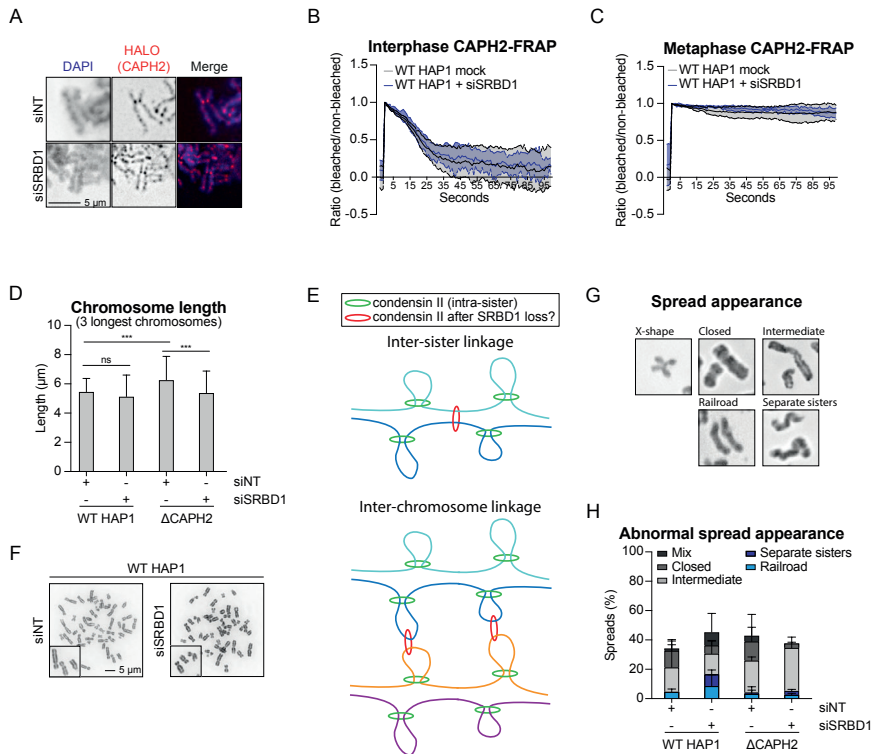 A
HALO
(CAPH2)
DAPI
Merge
siNT
siSRBD1
5 µm
B
Interphase CAPH2-FRAP
WT HAP1 mock
WT HAP1 + siSRBD1
Ratio (bleached/non-bleached)
1.5
1.0
0.5
0.0
-0.5
5 15 25 35 45 55 65 75 85 95
Seconds
C
Metaphase CAPH2-FRAP
WT HAP1 mock
WT HAP1 + siSRBD1
Ratio (bleached/non-bleached)
1.5
1.0
0.5
0.0
-0.5
5 15 25 35 45 55 65 75 85 95
Seconds
D
Chromosome length
(3 longest chromosomes)
Length (µm)
10
8
6
4
2
0
***
ns
***
+ - + - siNT
- + - + siSRBD1
WT HAP1 ΔCAPH2
E
condensin II (intra-sister)
condensin II after SRBD1 loss?
Inter-sister linkage
Inter-chromosome linkage
F
WT HAP1
siNT
siSRBD1
5 µm
G
Spread appearance
X-shape
Closed
Intermediate
Railroad
Separate sisters
H
Abnormal spread appearance
Mix
Closed
Intermediate
Separate sisters
Railroad
Spreads (%)
100
80
60
40
20
0
+ - + - siNT
- + - + siSRBD1
WT HAP1 ΔCAPH2